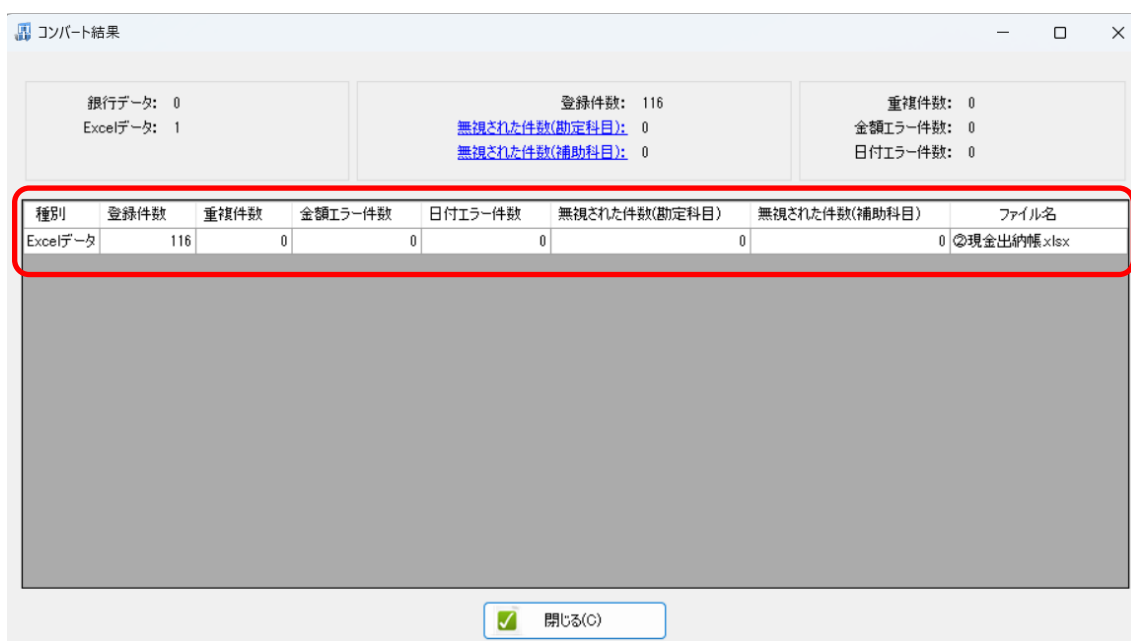 コンバート結果
銀行データ: 0
Excelデータ: 1
登録件数: 116
無視された件数(勘定科目): 0
無視された件数(補助科目): 0
重複件数: 0
金額エラー件数: 0
日付エラー件数: 0
種別 登録件数 重複件数 金額エラー件数 日付エラー件数 無視された件数(勘定科目) 無視された件数(補助科目) ファイル名
Excelデータ 116 0 0 0 0 0 ②現金出納帳.xlsx
閉じる(C)